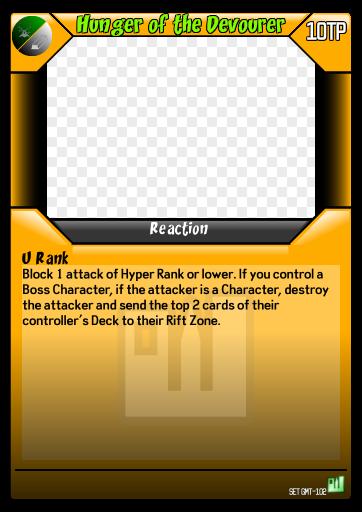 Hunger of the Devourer
10TP
Reaction
U Rank
Block 1 attack of Hyper Rank or lower. If you control a
Boss Character, if the attacker is a Character, destroy
the attacker and send the top 2 cards of their
controller's Deck to their Rift Zone.
SET GMT-102